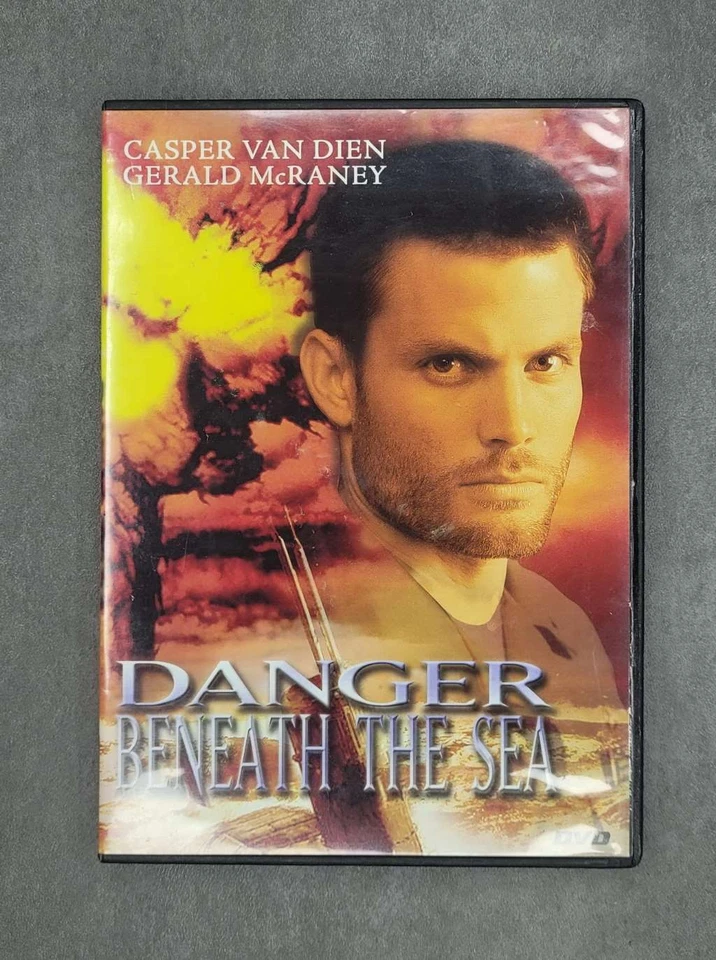 CASPER VAN DIEN
GERALD McRANEY
DANGER
BENEATH THE SEA
DVD